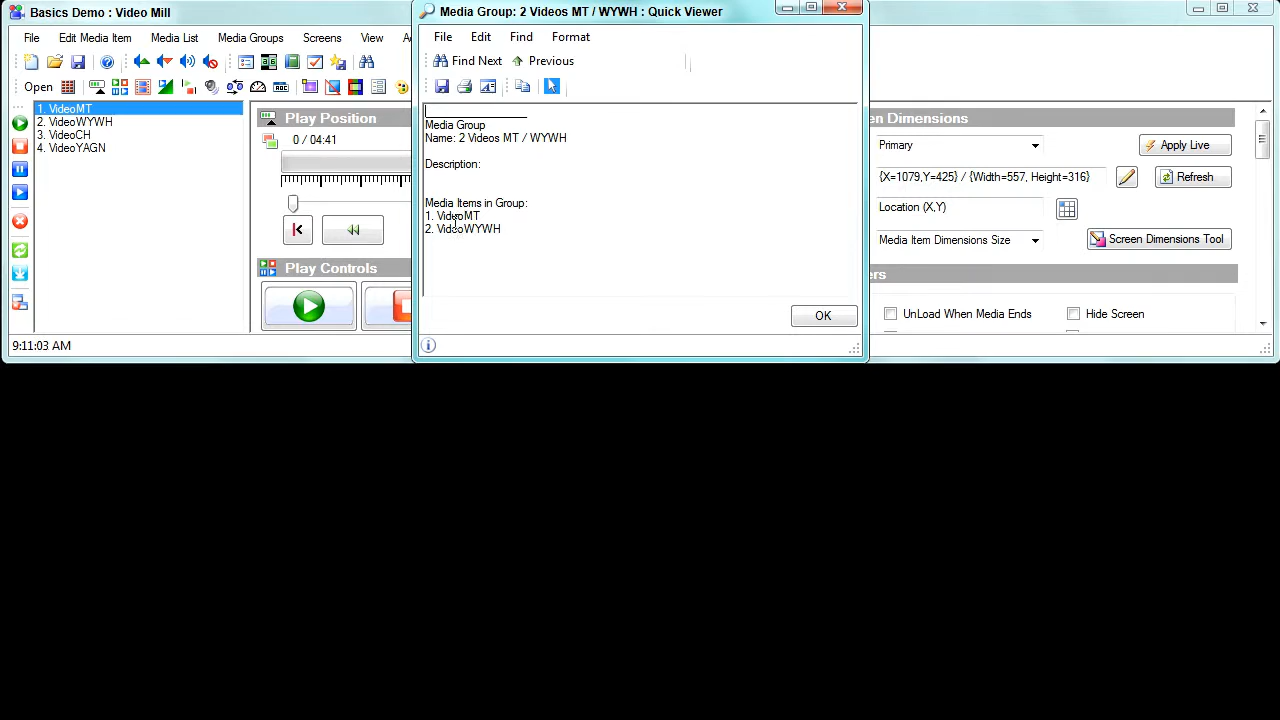 Basics Demo : Video Mill
File Edit Media Item Media List Media Groups Screens View
Open
1. VideoMT
2. VideoWYWH
3. VideoCH
4. VideoYAGN
Play Position
0 / 04:41
Play Controls
9:11:03 AM
Media Group: 2 Videos MT / WYWH : Quick Viewer
File Edit Find Format
Find Next Previous
Media Group
Name: 2 Videos MT / WYWH
Description:
Media Items in Group:
1. VideoMT
2. VideoWYWH
OK
en Dimensions
Primary
Apply Live
{X=1079,Y=425} / {Width=557, Height=316}
Refresh
Location (X,Y)
Media Item Dimensions Size
Screen Dimensions Tool
ers
UnLoad When Media Ends
Hide Screen